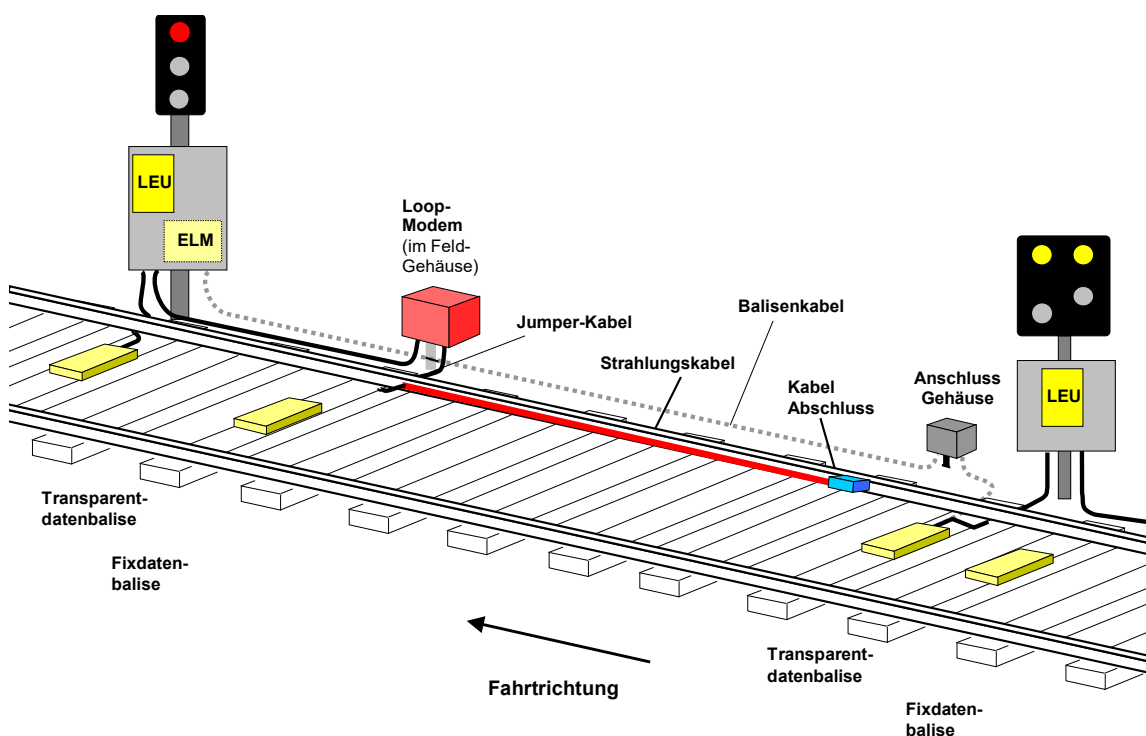 LEU
ELM
Loop-
Modem
(im Feld-
Gehäuse)
Jumper-Kabel
Balisenkabel
Strahlungskabel
Kabel
Abschluss
Anschluss
Gehäuse
LEU
Transparent-
datenbalise
Fixdaten-
balise
Fahrtrichtung
Transparent-
datenbalise
Fixdaten-
balise